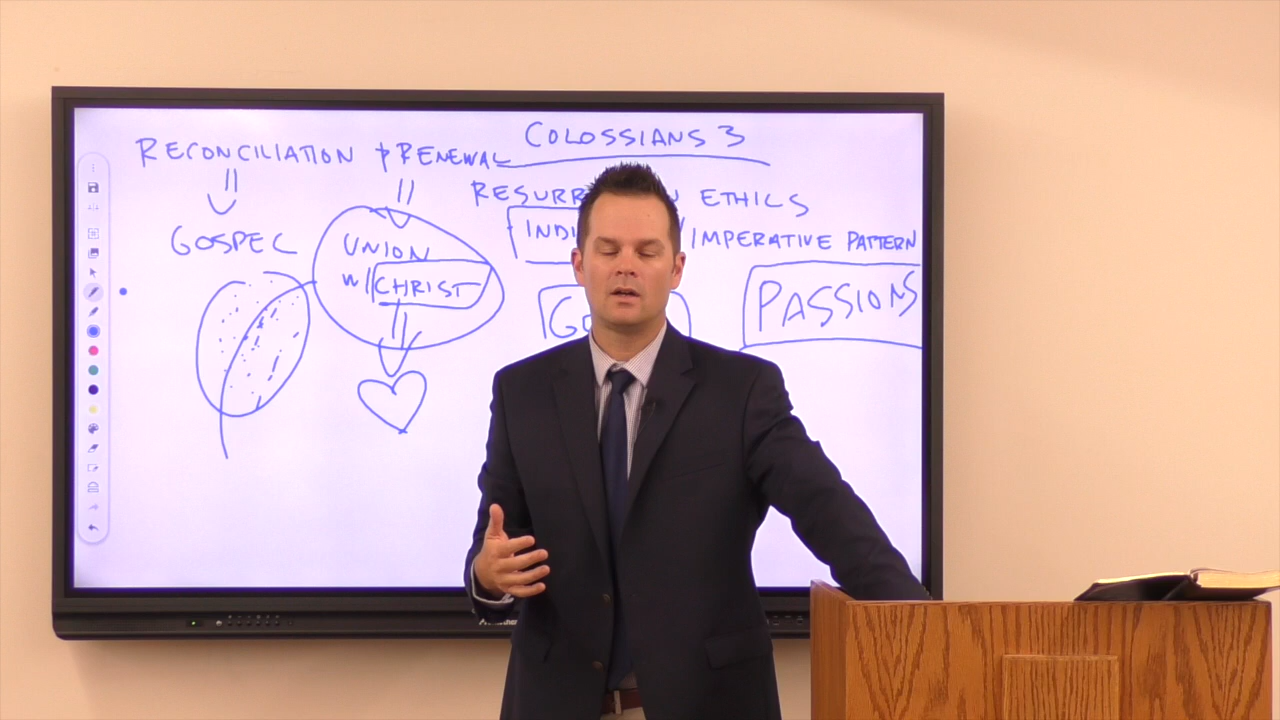 COLOSSIANS 3
RECONCILIATION & RENEWAL
ETHICS
GOSPEL
UNION
W/ CHRIST
IMPERATIVE PATTERN
PASSIONS